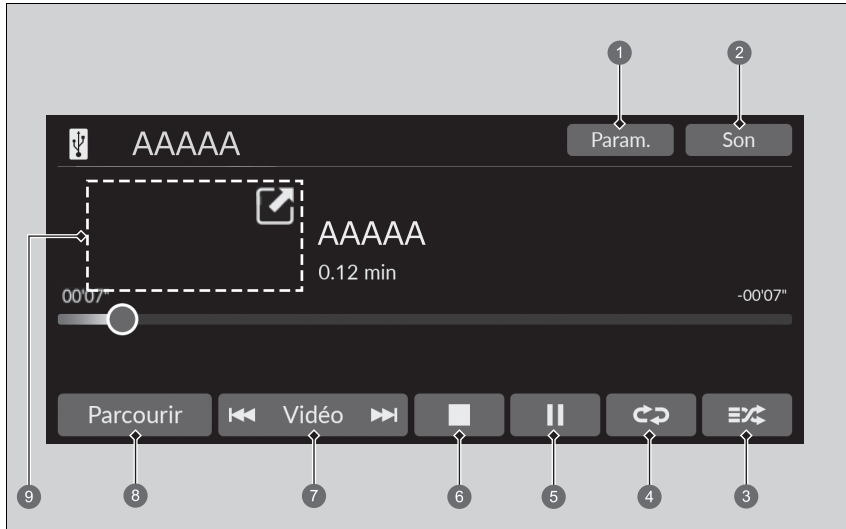 1 2
AAAAA Param. Son
AAAAA
9
0.12 min
00'07" -00'07"
Parcourir Vidéo
9 8 7 6 5 4 3